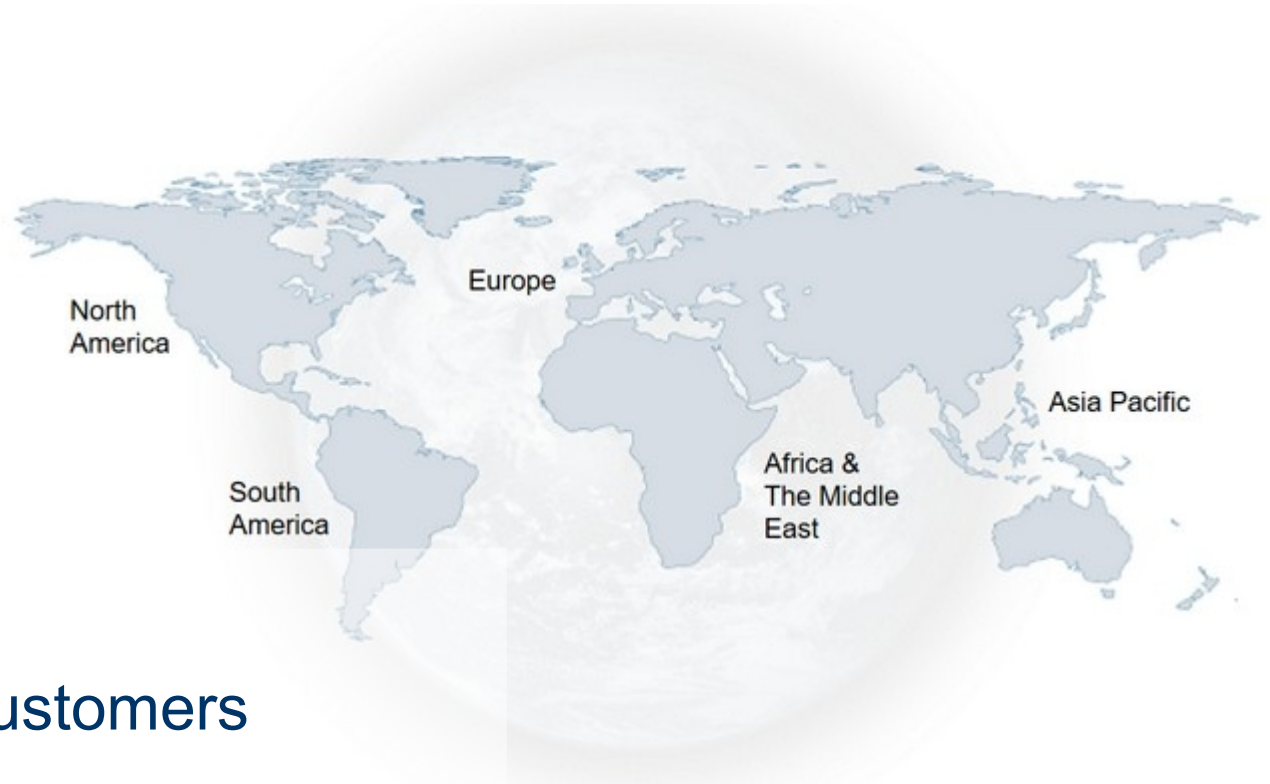 North
America
Europe
Asia Pacific
South
America
Africa &
The Middle
East
ustomers